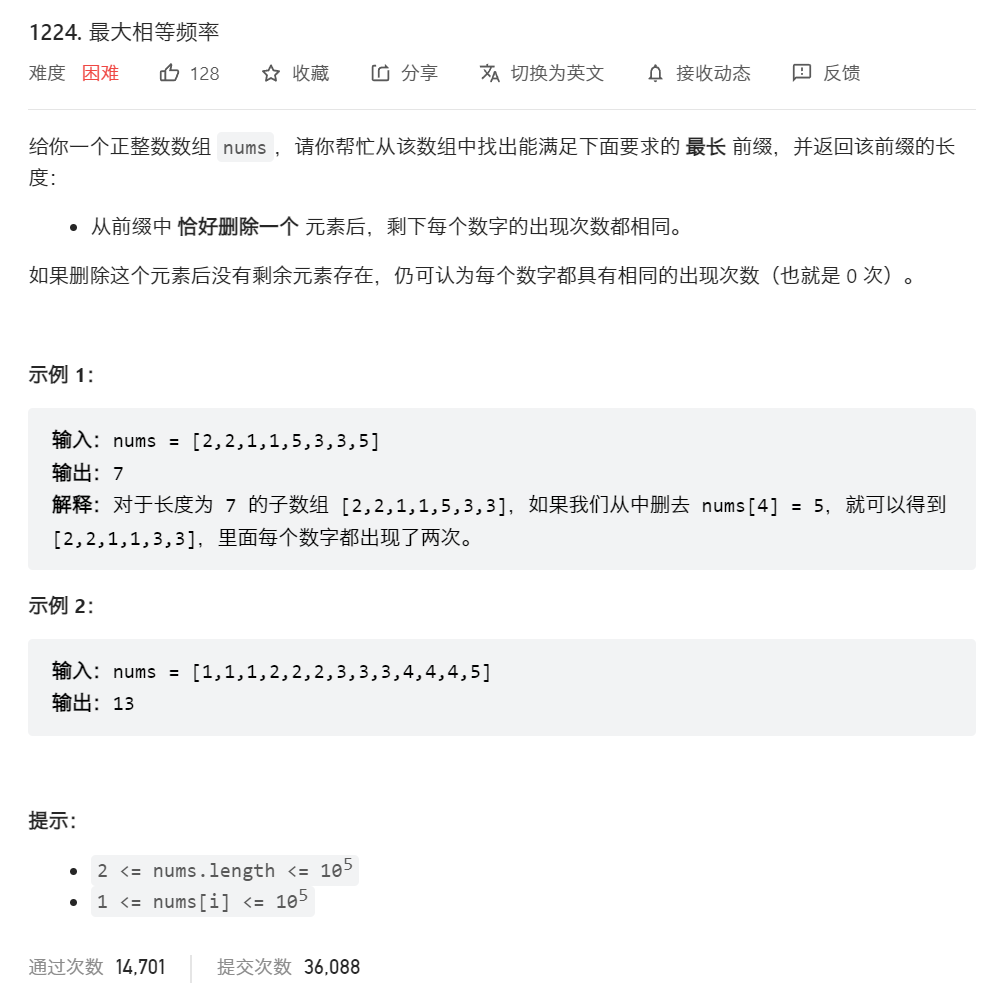 1224. 最大相等频率
难度 困难 128 收藏 分享 切换为英文 接收动态 反馈
给你一个正整数数组 nums，请你帮忙从该数组中找出能满足下面要求的 最长 前缀，并返回该前缀的长
度：
• 从前缀中 恰好删除一个 元素后，剩下每个数字的出现次数都相同。
如果删除这个元素后没有剩余元素存在，仍可认为每个数字都具有相同的出现次数（也就是 0 次）。
示例 1：
输入：nums = [2,2,1,1,5,3,3,5]
输出：7
解释：对于长度为 7 的子数组 [2,2,1,1,5,3,3]，如果我们从中删去 nums[4] = 5，就可以得到
[2,2,1,1,3,3]，里面每个数字都出现了两次。
示例 2：
输入：nums = [1,1,1,2,2,2,3,3,3,4,4,4,5]
输出：13
提示：
• 2 <= nums.length <= 10⁵
• 1 <= nums[i] <= 10⁵
通过次数 14,701 提交次数 36,088